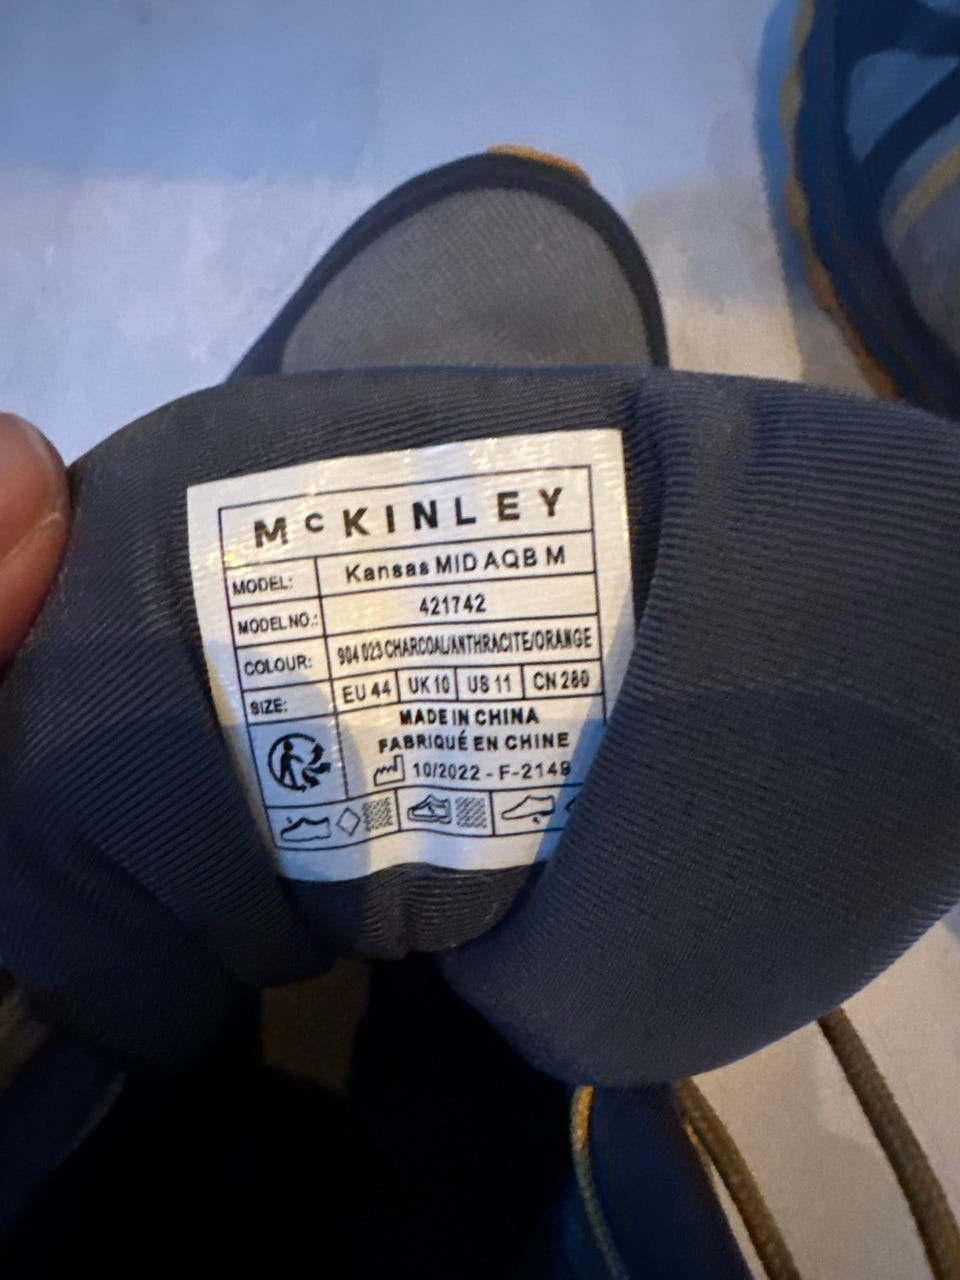 McKINLEY
MODEL: Kansas MID AQB M
MODEL NO.: 421742
COLOUR: 904 023 CHARCOAL/ANTHRACITE/ORANGE
SIZE: EU 44 UK 10 US 11 CN 280
MADE IN CHINA
FABRIQUÉ EN CHINE
10/2022 - F-2149